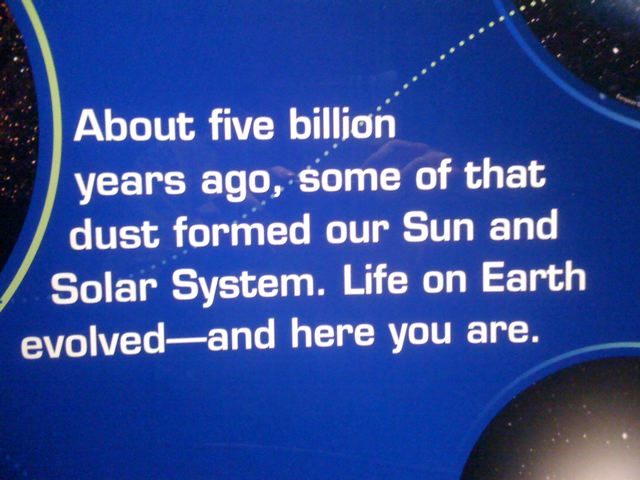 About five billion
years ago, some of that
dust formed our Sun and
Solar System. Life on Earth
evolved—and here you are.